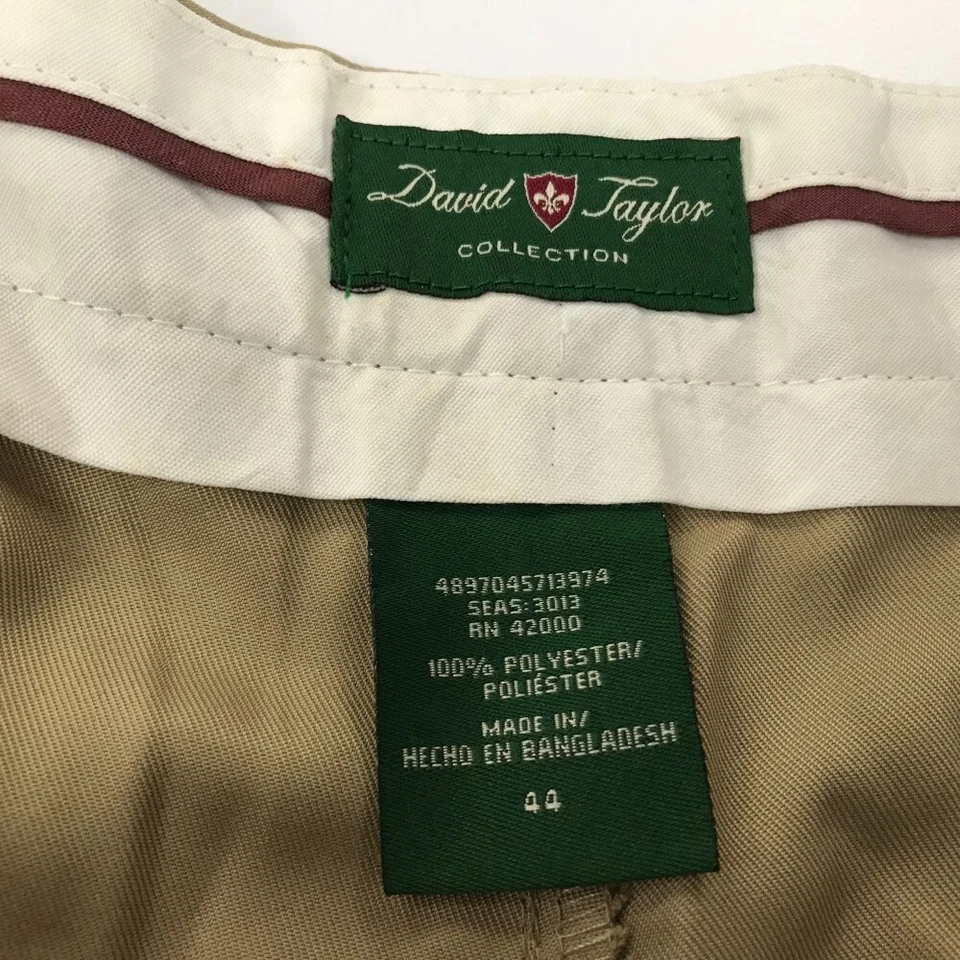 David Taylor
COLLECTION
4897045713974
SEAS: 3013
RN 42000
100% POLYESTER/
POLIÉSTER
MADE IN/
HECHO EN BANGLADESH
44